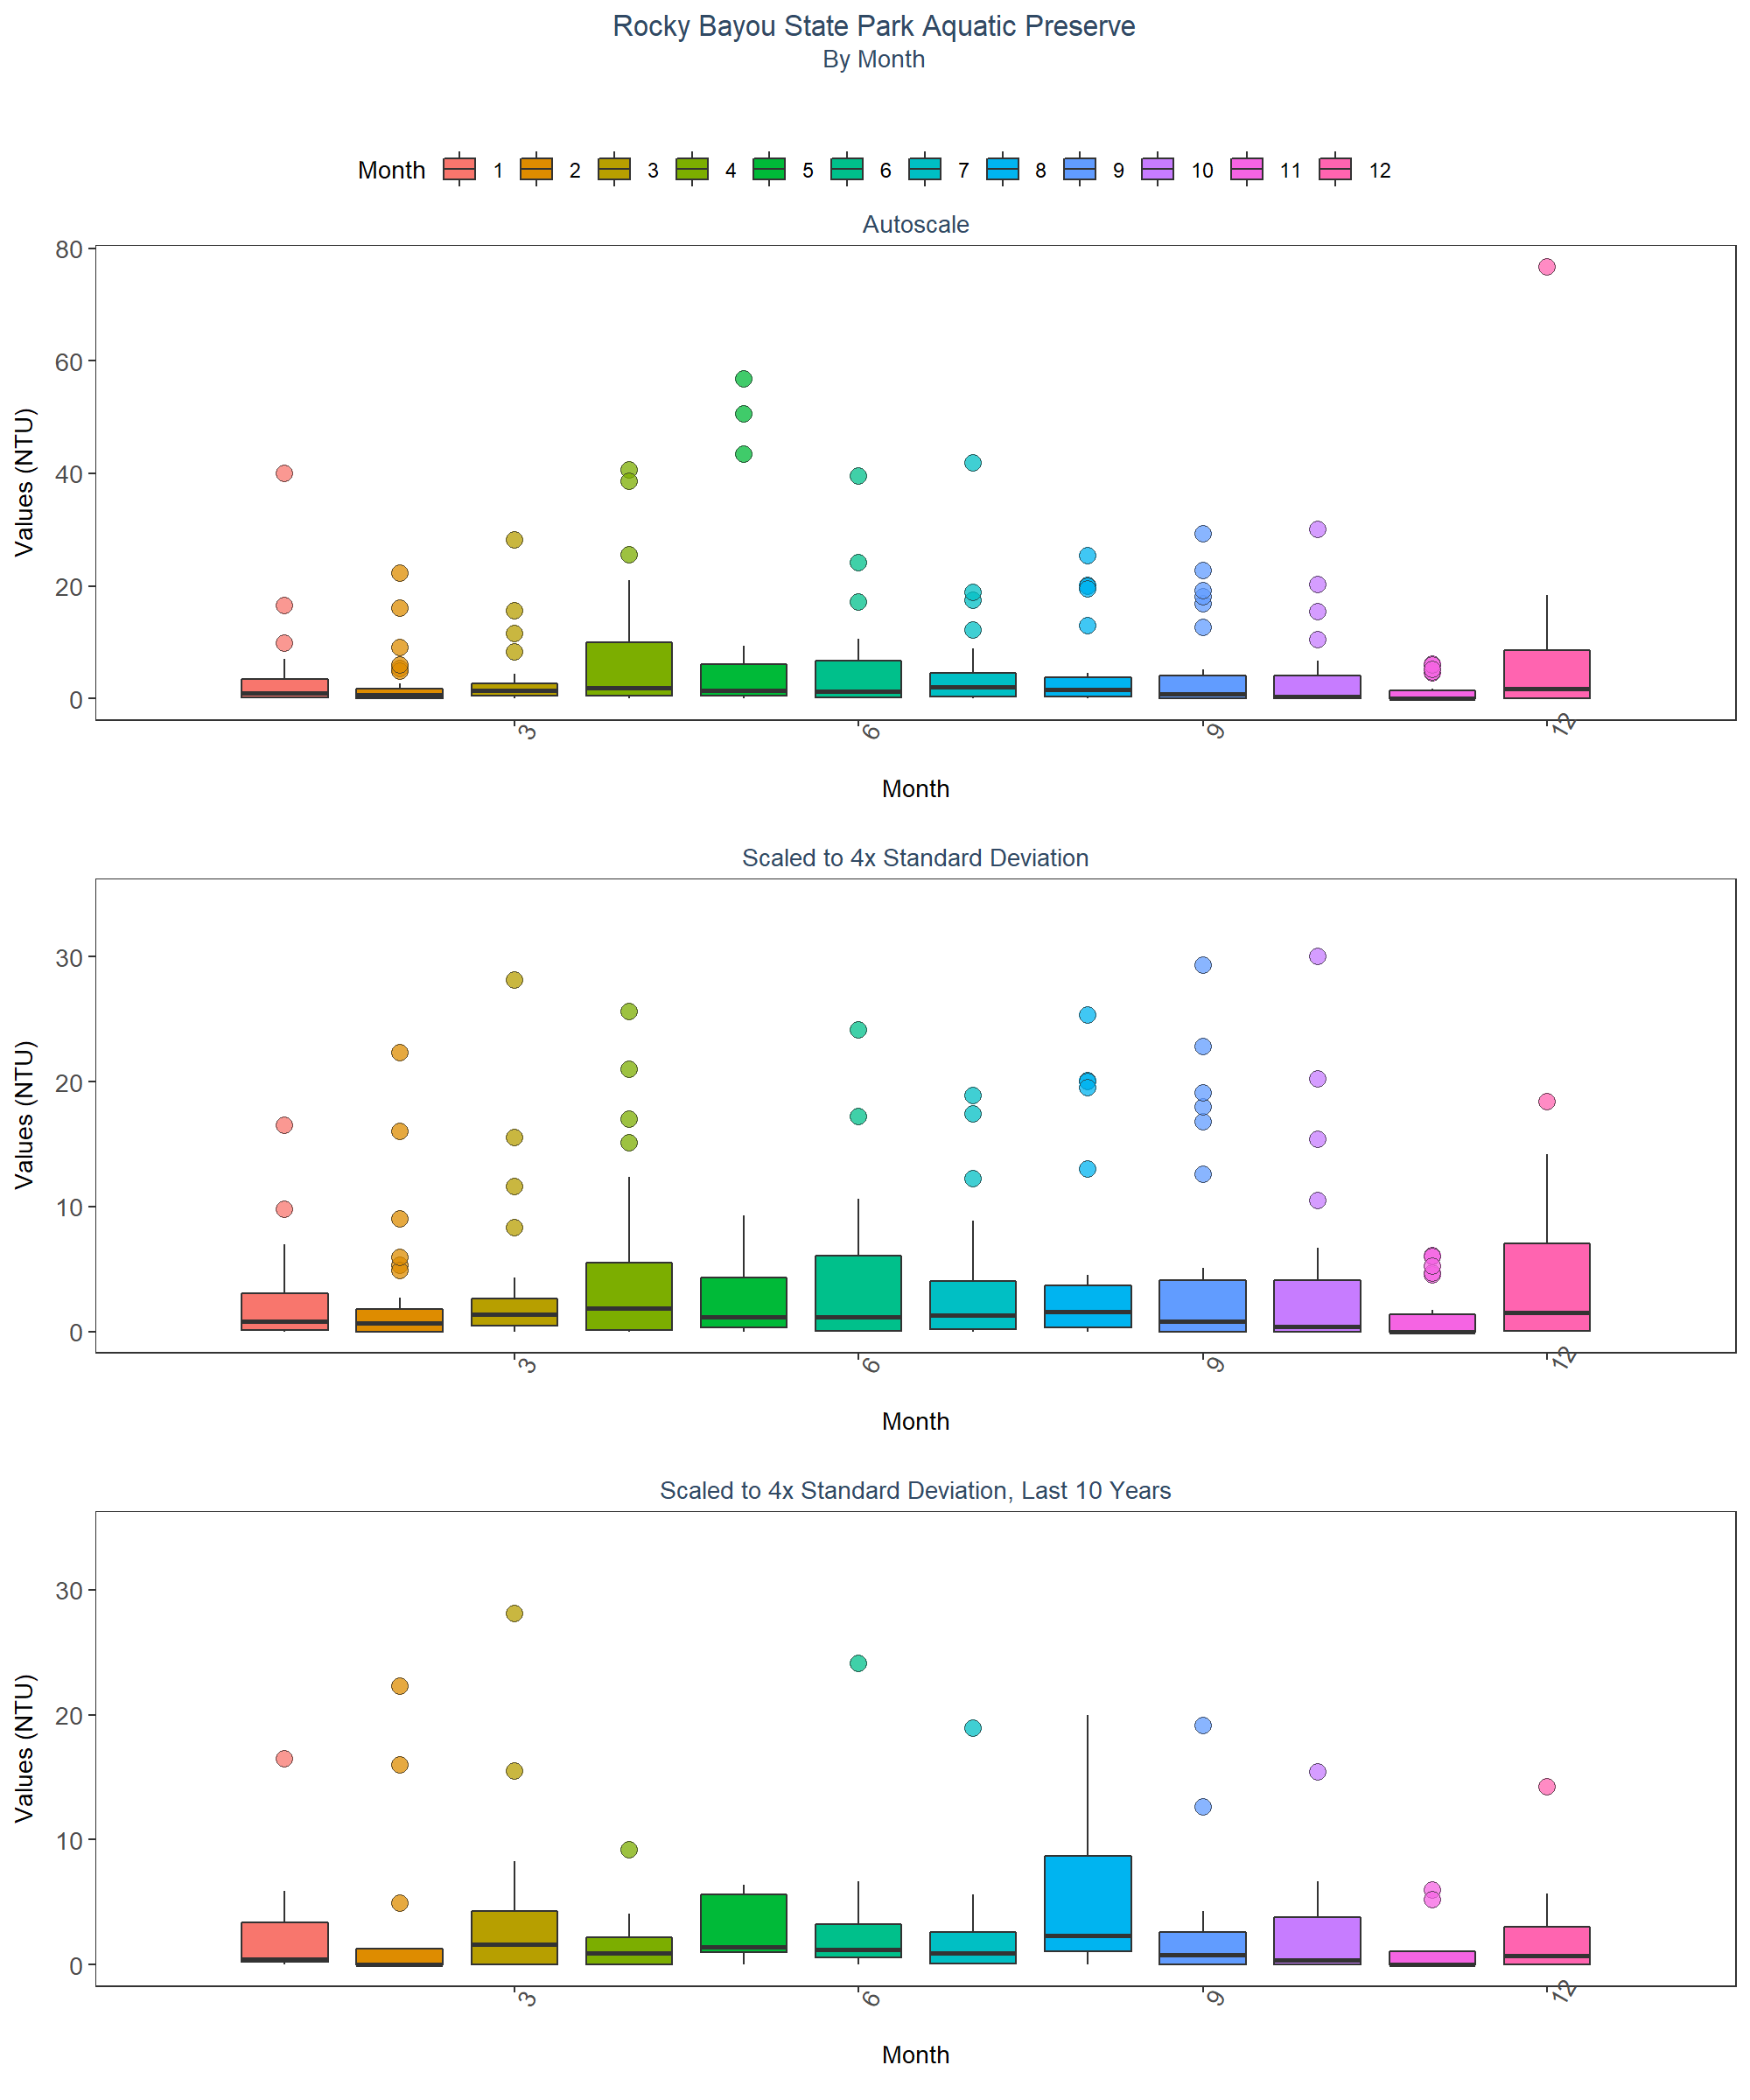 Rocky Bayou State Park Aquatic Preserve
By Month
Month 1 2 3 4 5 6 7 8 9 10 11 12
Autoscale
Values (NTU)
80
60
40
20
0
3 6 9 12
Month
Scaled to 4x Standard Deviation
Values (NTU)
30
20
10
0
3 6 9 12
Month
Scaled to 4x Standard Deviation, Last 10 Years
Values (NTU)
30
20
10
0
3 6 9 12
Month